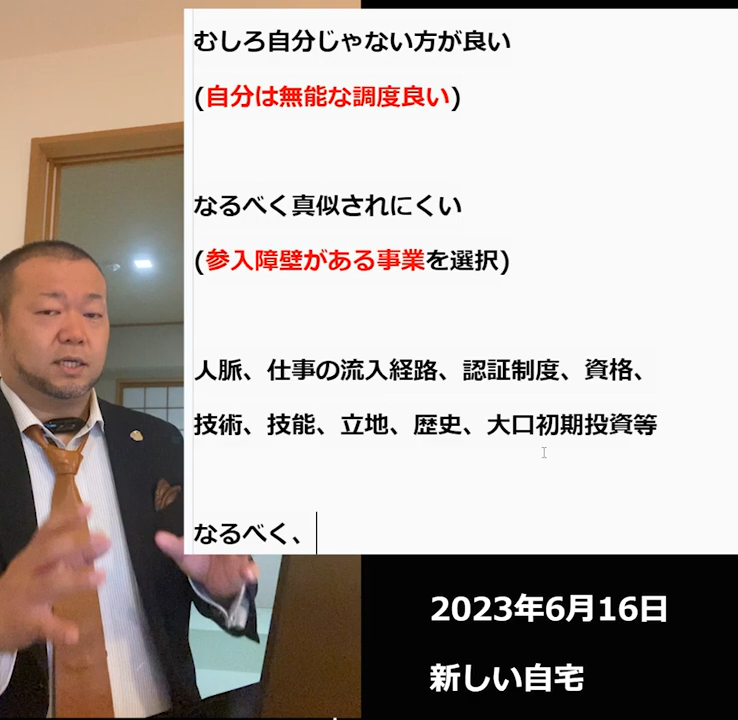 むしろ自分じゃない方が良い
(自分は無能な調度良い)
なるべく真似されにくい
(参入障壁がある事業を選択)
人脈、仕事の流入経路、認証制度、資格、
技術、技能、立地、歴史、大口初期投資等
なるべく、
2023年6月16日
新しい自宅